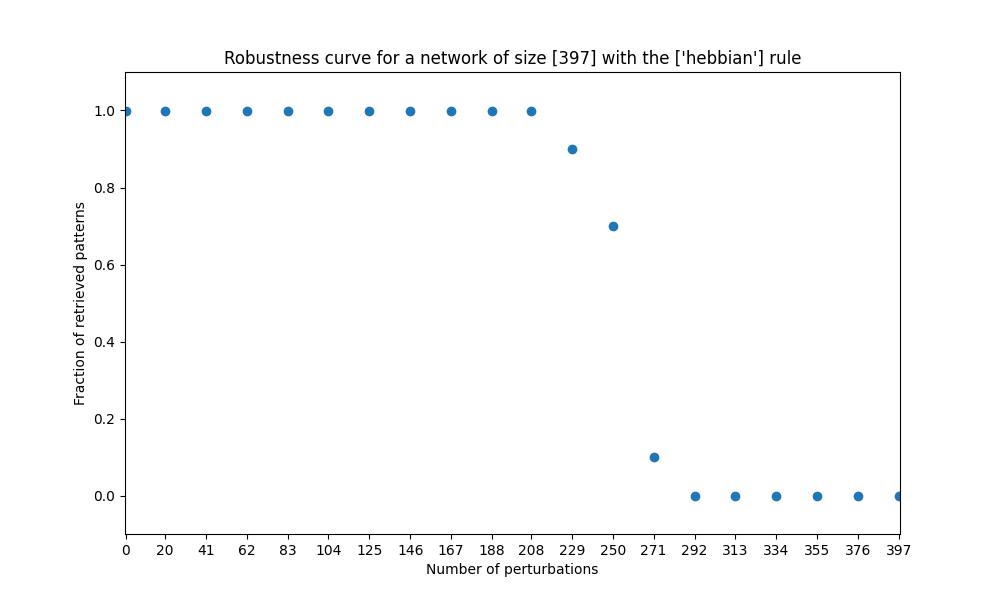 Robustness curve for a network of size [397] with the ['hebbian'] rule
Fraction of retrieved patterns
1.0
0.8
0.6
0.4
0.2
0.0
0 20 41 62 83 104 125 146 167 188 208 229 250 271 292 313 334 355 376 397
Number of perturbations